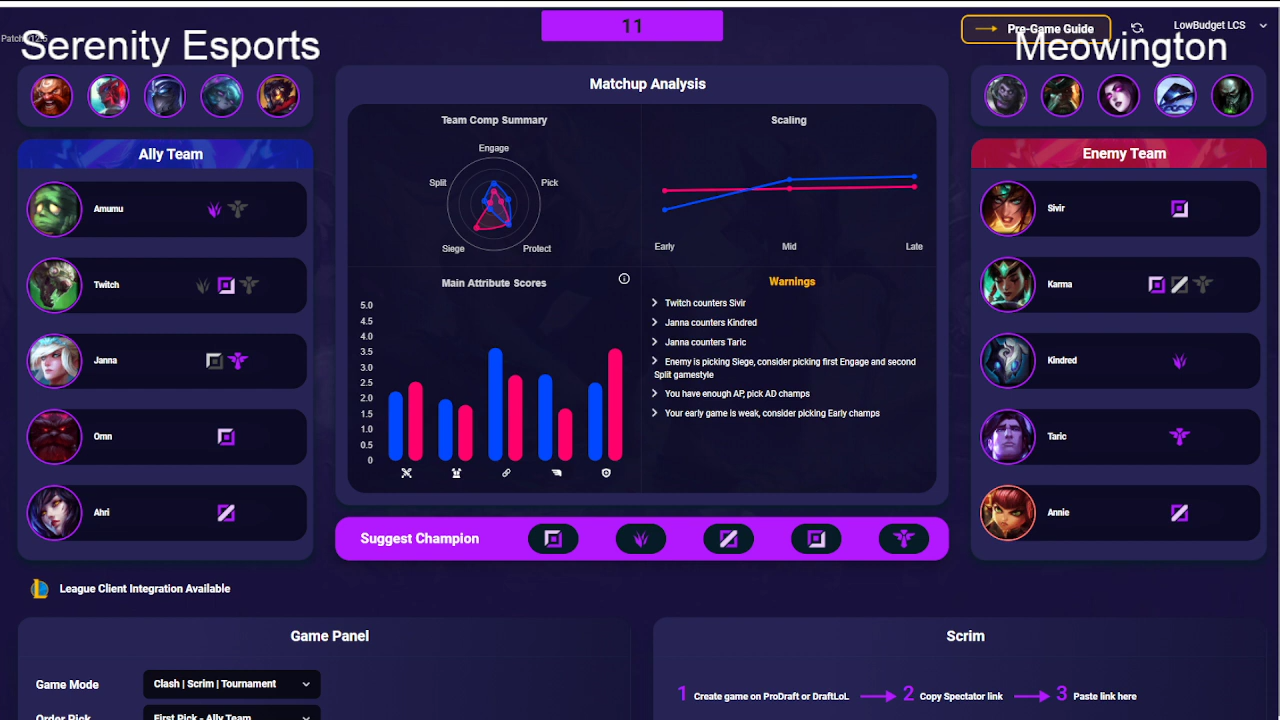 11
Pre-Game Guide
LowBudget LCS
Patch
Serenity Esports
Meowington
Matchup Analysis
Team Comp Summary
Engage
Split
Pick
Siege
Protect
Scaling
Early
Mid
Late
Main Attribute Scores
5.0
4.5
4.0
3.5
3.0
2.5
2.0
1.5
1.0
0.5
0
Warnings
Twitch counters Sivir
Janna counters Kindred
Janna counters Taric
Enemy is picking Siege, consider picking first Engage and second
Split gamestyle
You have enough AP, pick AD champs
Your early game is weak, consider picking Early champs
Ally Team
Amumu
Twitch
Janna
Ornn
Ahri
Enemy Team
Sivir
Karma
Kindred
Taric
Annie
Suggest Champion
League Client Integration Available
Game Panel
Game Mode
Clash | Scrim | Tournament
Order Pick
First Pick - Ally Team
Scrim
1 Create game on ProDraft or DraftLoL
2 Copy Spectator link
3 Paste link here